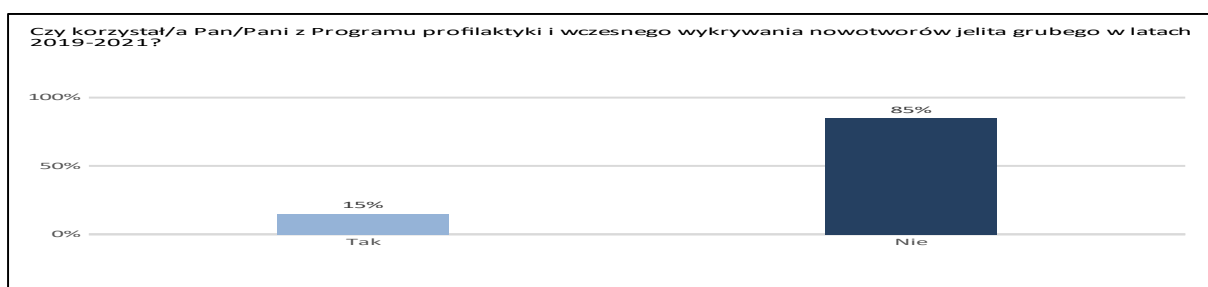 Czy korzystał/a Pan/Pani z Programu profilaktyki i wczesnego wykrywania nowotworów jelita grubego w latach
2019-2021?
100%
85%
50%
15%
0%
Tak
Nie